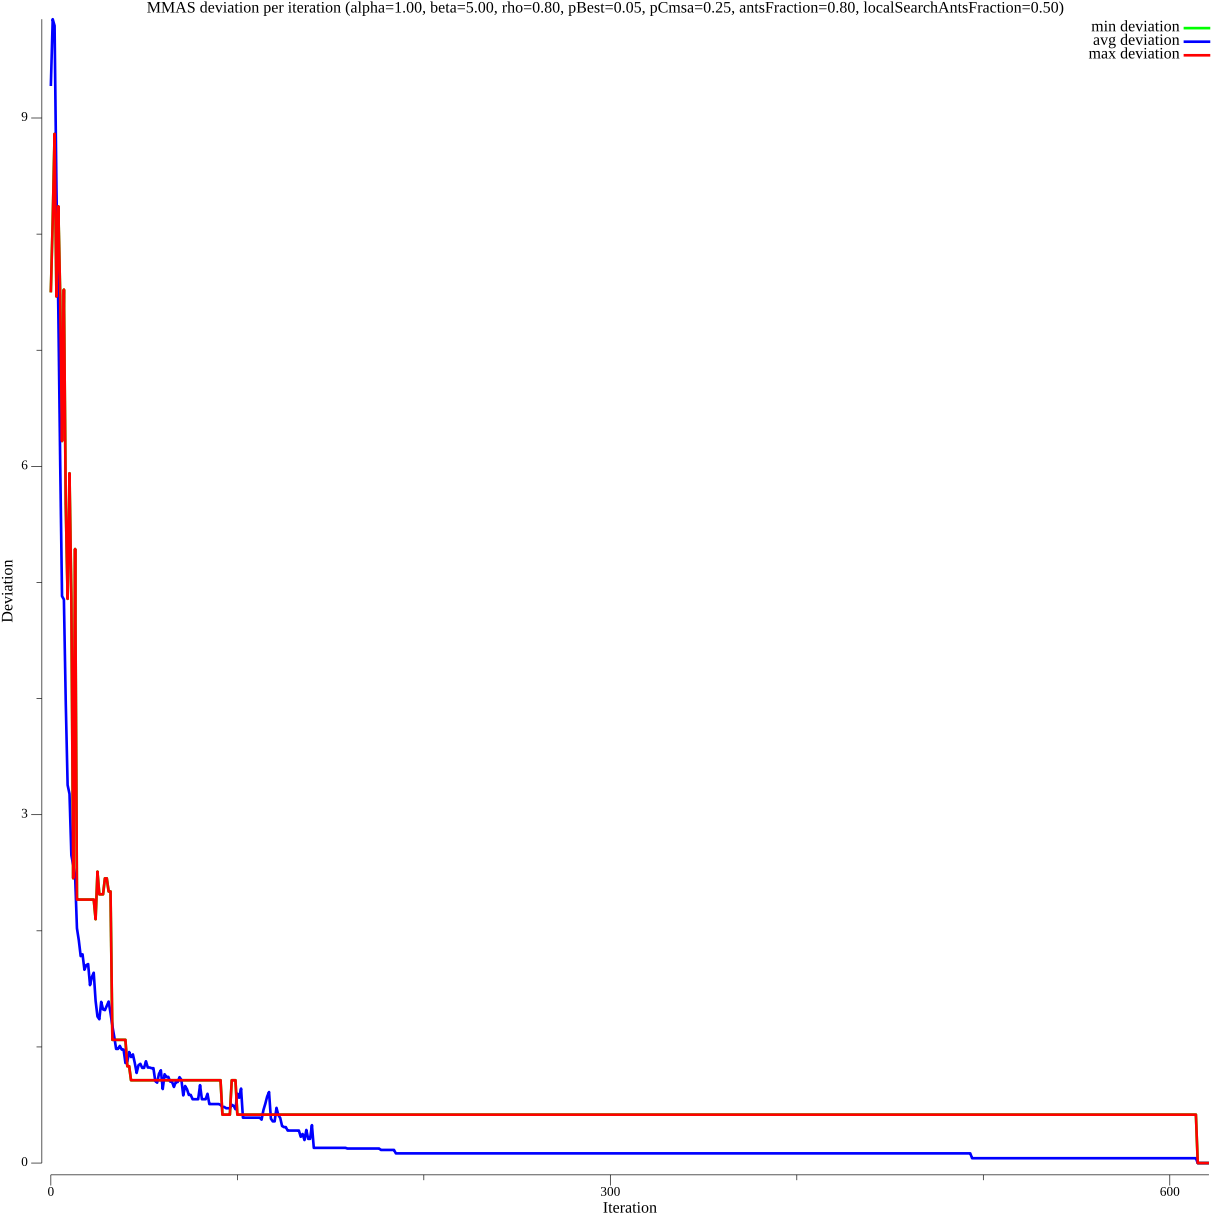 MMAS deviation per iteration (alpha=1.00, beta=5.00, rho=0.80, pBest=0.05, pCmsa=0.25, antsFraction=0.80, localSearchAntsFraction=0.50)
min deviation
avg deviation
max deviation
9
6
3
0
Deviation
0 300 600
Iteration